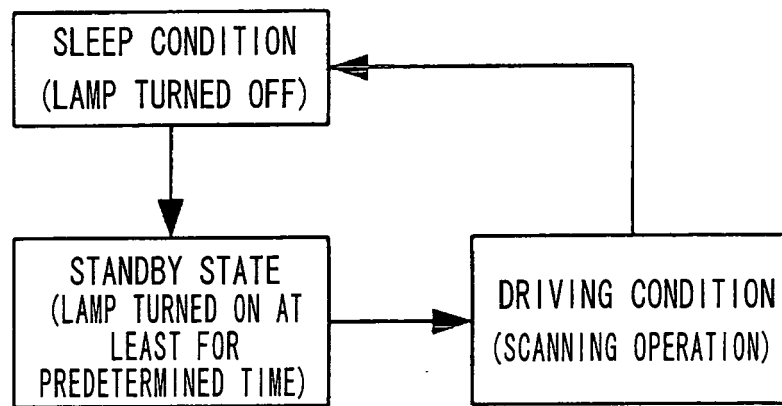 SLEEP CONDITION
(LAMP TURNED OFF)
STANDBY STATE
(LAMP TURNED ON AT
LEAST FOR
PREDETERMINED TIME)
DRIVING CONDITION
(SCANNING OPERATION)